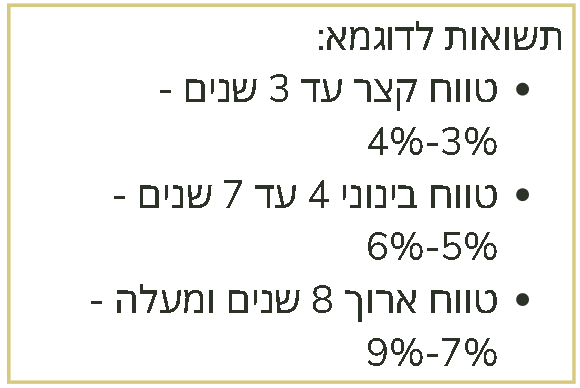 תשואות לדוגמא:
• טווח קצר עד 3 שנים -
3%-4%
• טווח בינוני 4 עד 7 שנים -
5%-6%
• טווח ארוך 8 שנים ומעלה -
7%-9%